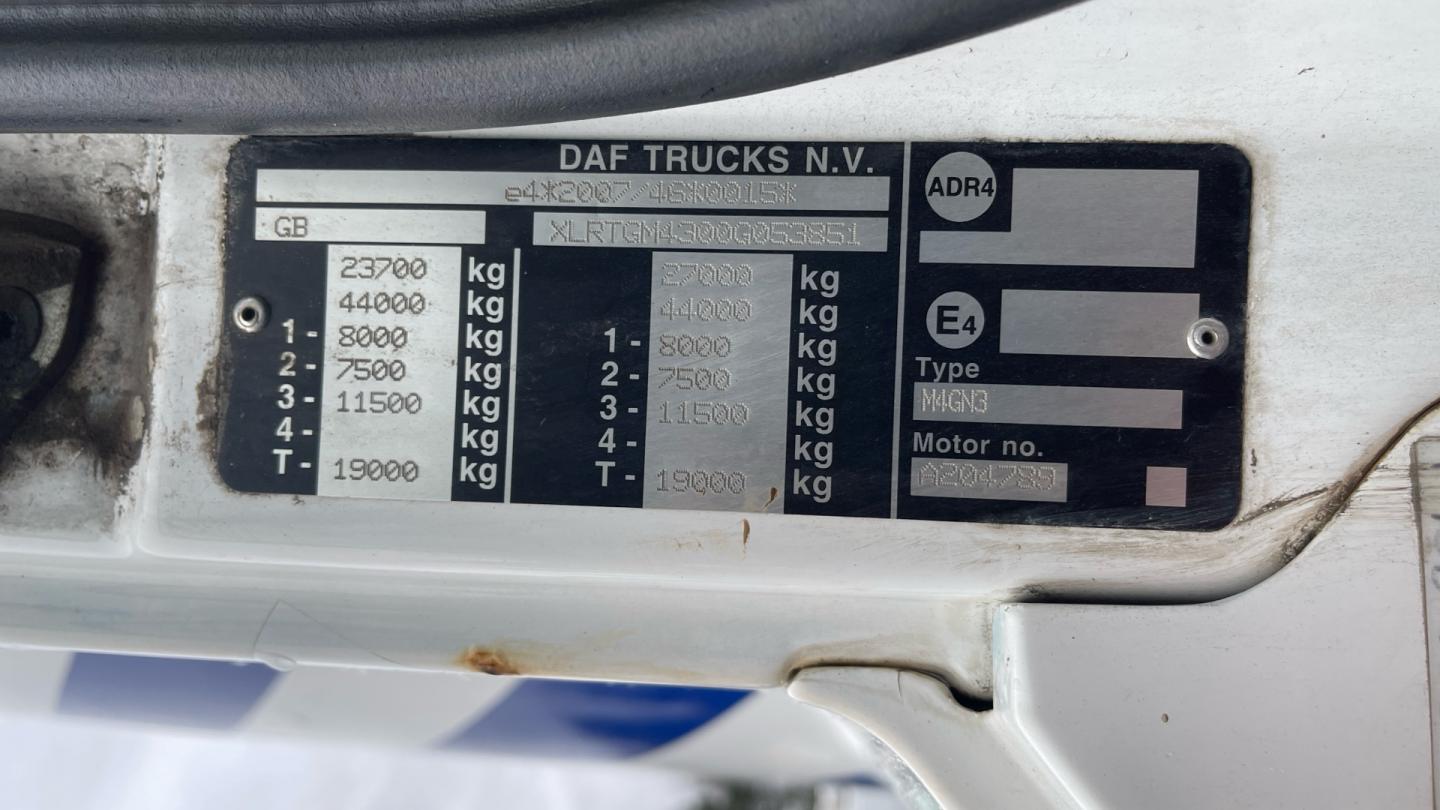 DAF TRUCKS N.V.
e4*2007/46*0015*
GB
XLRTGM4300G053851
23700 kg
44000 kg
1- 8000 kg
2- 7500 kg
3- 11500 kg
4- kg
T- 19000 kg
27000 kg
44000 kg
1- 8000 kg
2- 7500 kg
3- 11500 kg
4- kg
T- 19000 kg
ADR4
E4
Type
M4GN3
Motor no.
A204789